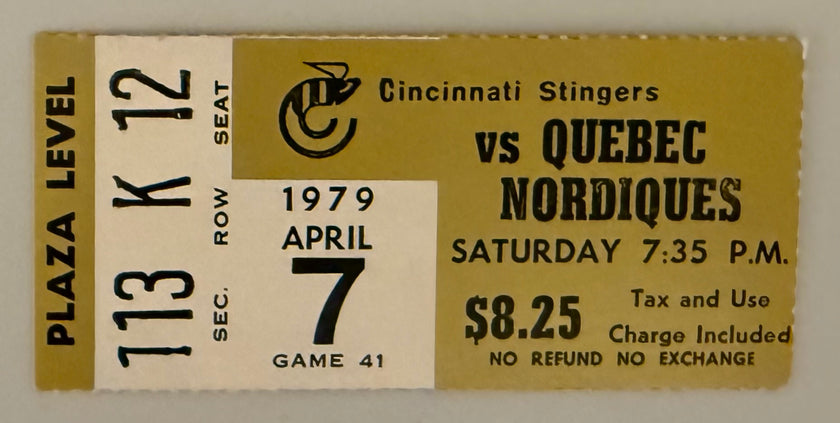 PLAZA LEVEL
113 K 12
SEC. ROW SEAT
Cincinnati Stingers
vs QUEBEC
NORDIQUES
1979
APRIL
7
GAME 41
SATURDAY 7:35 P.M.
$8.25
Tax and Use
Charge Included
NO REFUND NO EXCHANGE